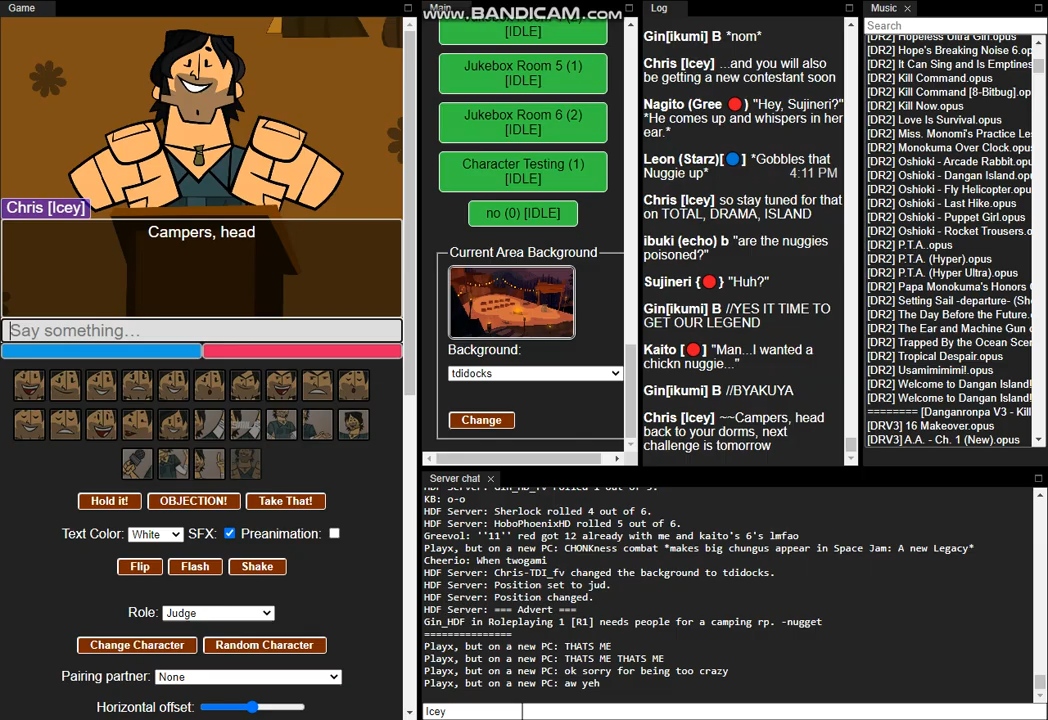 Game
Chris [Icey]
Campers, head
Say something…
Hold it!
OBJECTION!
Take That!
Text Color:
White
SFX:
Preanimation:
Flip
Flash
Shake
Role:
Judge
Change Character
Random Character
Pairing partner:
None
Horizontal offset:
Main
www.BANDICAM.com
[IDLE]
Jukebox Room 5 (1)
[IDLE]
Jukebox Room 6 (2)
[IDLE]
Character Testing (1)
[IDLE]
no (0) [IDLE]
Current Area Background
Background:
tdidocks
Change
Log
Gin[ikumi] B *nom*
Chris [Icey] ...and you will also
be getting a new contestant soon
Nagito (Gree 🔴 ) "Hey, Sujineri?"
*He comes up and whispers in her
ear.*
Leon (Starz)[🔵] *Gobbles that
Nuggie up*
4:11 PM
Chris [Icey] so stay tuned for that
on TOTAL, DRAMA, ISLAND
ibuki (echo) b "are the nuggies
poisoned?"
Sujineri {🔴 } "Huh?"
Gin[ikumi] B //YES IT TIME TO
GET OUR LEGEND
Kaito [🔴] "Man...I wanted a
chickn nuggie..."
Gin[ikumi] B //BYAKUYA
Chris [Icey] ~~Campers, head
back to your dorms, next
challenge is tomorrow
Music
Search
[DR2] Hope's Breaking Noise 6.op
[DR2] It Can Sing and Is Emptines
[DR2] Kill Command.opus
[DR2] Kill Command [8-Bitbug].op
[DR2] Kill Now.opus
[DR2] Love Is Survival.opus
[DR2] Miss. Monomi's Practice Le
[DR2] Monokuma Over Clock.opus
[DR2] Oshioki - Arcade Rabbit.opu
[DR2] Oshioki - Dangan Island.opu
[DR2] Oshioki - Fly Helicopter.opus
[DR2] Oshioki - Last Hike.opus
[DR2] Oshioki - Puppet Girl.opus
[DR2] Oshioki - Rocket Trousers.o
[DR2] P.T.A..opus
[DR2] P.T.A. (Hyper).opus
[DR2] P.T.A. (Hyper Ultra).opus
[DR2] Papa Monokuma's Honors
[DR2] Setting Sail -departure- (Sh
[DR2] The Day Before the Future.
[DR2] The Ear and Machine Gun o
[DR2] Trapped By the Ocean Scer
[DR2] Tropical Despair.opus
[DR2] Usamimimimi!.opus
[DR2] Welcome to Dangan Island!
[DR2] Welcome to Dangan Island!
======== [Danganronpa V3 - Kill
[DRV3] 16 Makeover.opus
[DRV3] A.A. - Ch. 1 (New).opus
Server chat
KB: o-o
HDF Server: Sherlock rolled 4 out of 6.
HDF Server: HoboPhoenixHD rolled 5 out of 6.
Greevol: ''11'' red got 12 already with me and kaito's 6's lmfao
Playx, but on a new PC: CHONKness combat *makes big chungus appear in Space Jam: A new Legacy*
Cheerio: When twogami
HDF Server: Chris-TDI_fv changed the background to tdidocks.
HDF Server: Position set to jud.
HDF Server: Position changed.
HDF Server: === Advert ===
Gin_HDF in Roleplaying 1 [R1] needs people for a camping rp. -nugget
===============
Playx, but on a new PC: THATS ME
Playx, but on a new PC: THATS ME THATS ME
Playx, but on a new PC: ok sorry for being too crazy
Playx, but on a new PC: aw yeh
Icey